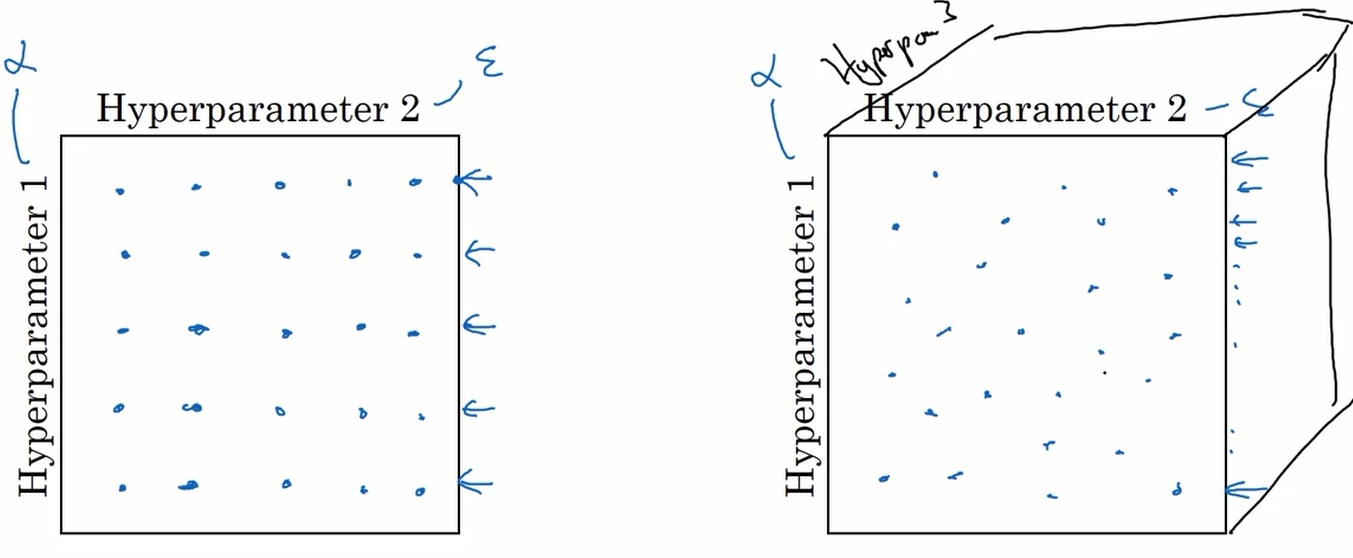 α
ε
Hyperparameter 2
Hyperparameter 1
Hyperparam 3
α
Hyperparameter 2 - ε
Hyperparameter 1